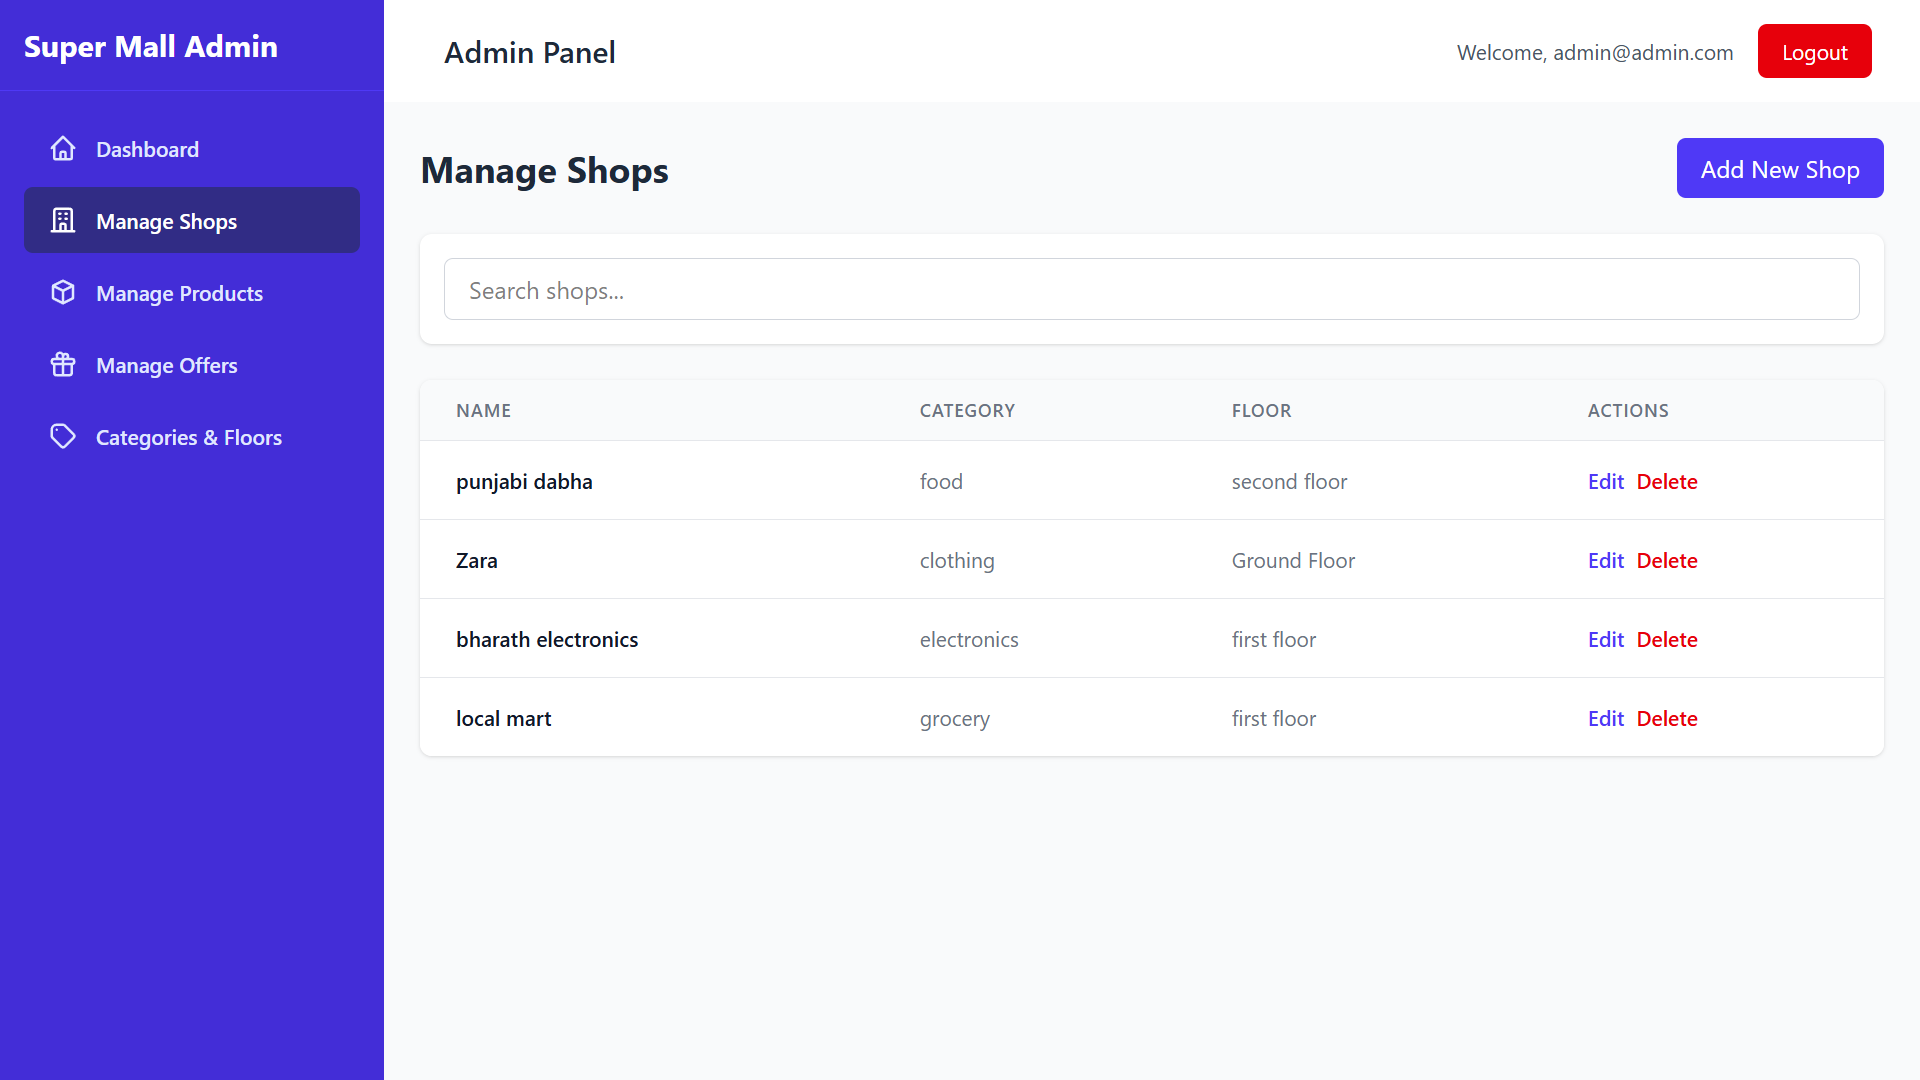 Super Mall Admin
Admin Panel
Welcome, admin@admin.com
Logout
Dashboard
Manage Shops
Manage Products
Manage Offers
Categories & Floors
Manage Shops
Add New Shop
Search shops...
NAME CATEGORY FLOOR ACTIONS
punjabi dabha food second floor Edit Delete
Zara clothing Ground Floor Edit Delete
bharath electronics electronics first floor Edit Delete
local mart grocery first floor Edit Delete